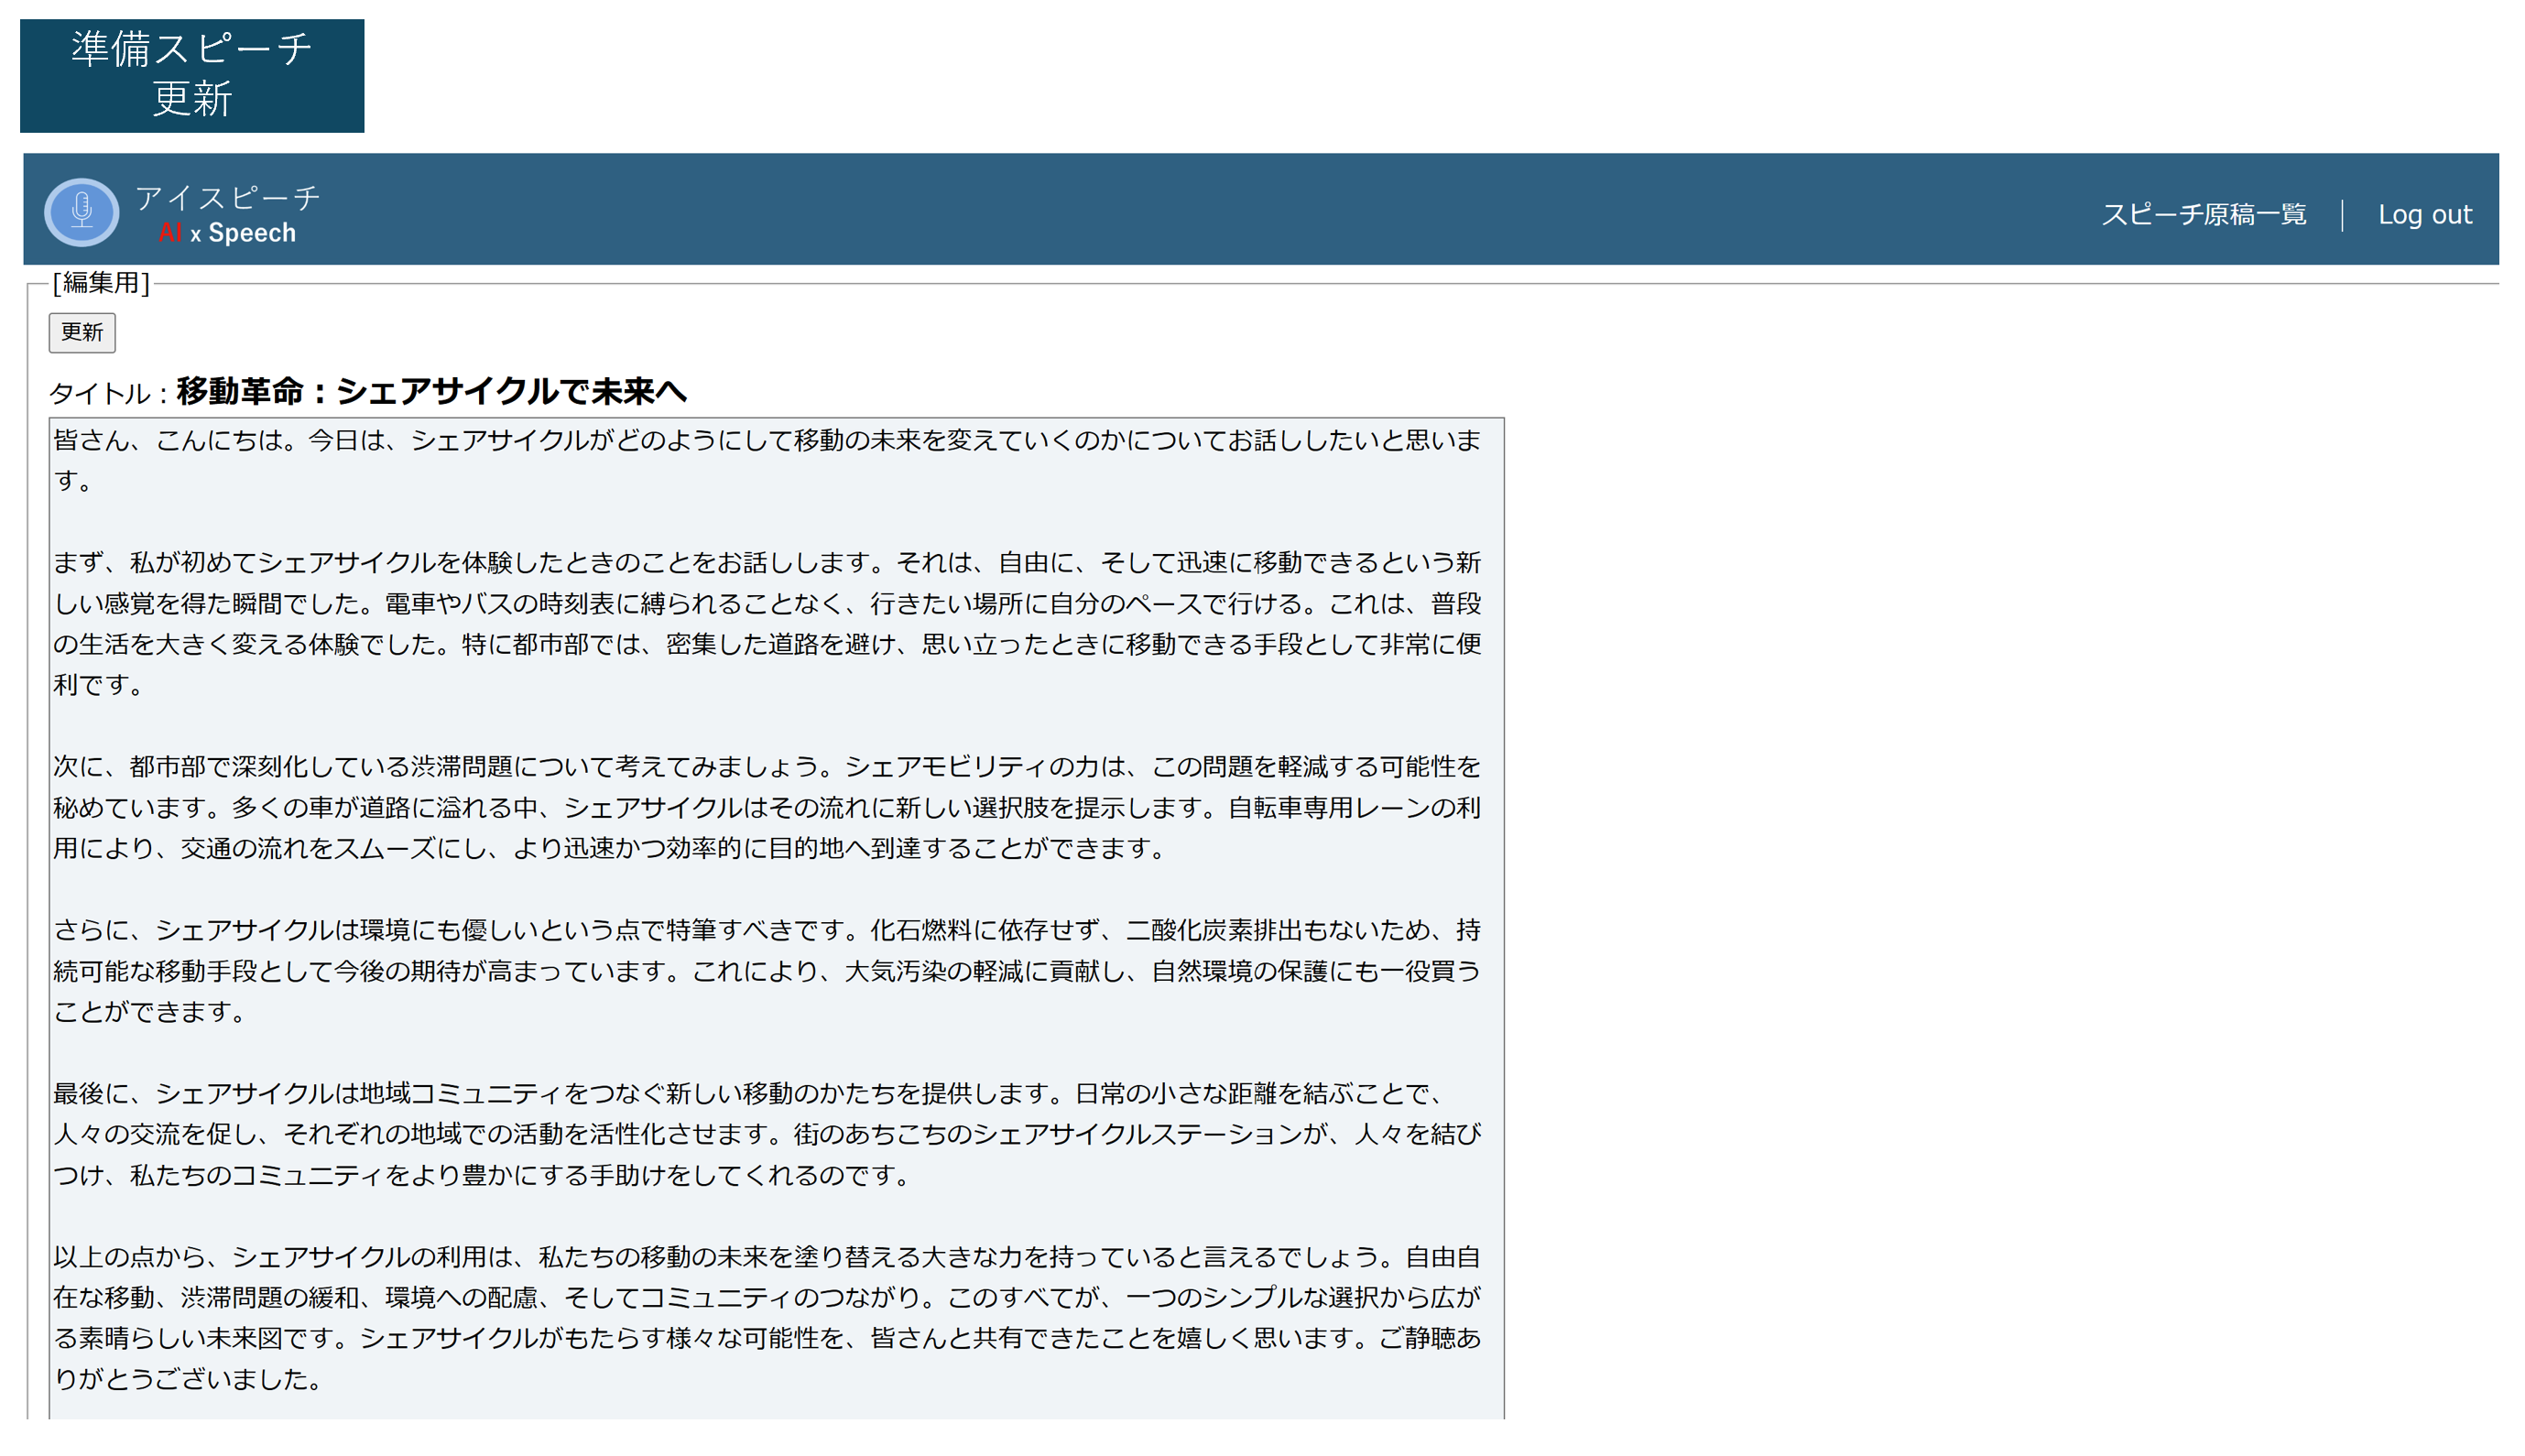 準備スピーチ
更新
アイスピーチ
AI x Speech
スピーチ原稿一覧 | Log out
[編集用]
更新
タイトル：移動革命：シェアサイクルで未来へ
皆さん、こんにちは。今日は、シェアサイクルがどのようにして移動の未来を変えていくのかについてお話ししたいと思いま
す。
まず、私が初めてシェアサイクルを体験したときのことをお話しします。それは、自由に、そして迅速に移動できるという新
しい感覚を得た瞬間でした。電車やバスの時刻表に縛られることなく、行きたい場所に自分のペースで行ける。これは、普段
の生活を大きく変える体験でした。特に都市部では、密集した道路を避け、思い立ったときに移動できる手段として非常に便
利です。
次に、都市部で深刻化している渋滞問題について考えてみましょう。シェアモビリティの力は、この問題を軽減する可能性を
秘めています。多くの車が道路に溢れる中、シェアサイクルはその流れに新しい選択肢を提示します。自転車専用レーンの利
用により、交通の流れをスムーズにし、より迅速かつ効率的に目的地へ到達することができます。
さらに、シェアサイクルは環境にも優しいという点で特筆すべきです。化石燃料に依存せず、二酸化炭素排出もないため、持
続可能な移動手段として今後の期待が高まっています。これにより、大気汚染の軽減に貢献し、自然環境の保護にも一役買う
ことができます。
最後に、シェアサイクルは地域コミュニティをつなぐ新しい移動のかたちを提供します。日常の小さな距離を結ぶことで、
人々の交流を促し、それぞれの地域での活動を活性化させます。街のあちこちのシェアサイクルステーションが、人々を結び
つけ、私たちのコミュニティをより豊かにする手助けをしてくれるのです。
以上の点から、シェアサイクルの利用は、私たちの移動の未来を塗り替える大きな力を持っていると言えるでしょう。自由自
在な移動、渋滞問題の緩和、環境への配慮、そしてコミュニティのつながり。このすべてが、一つのシンプルな選択から広が
る素晴らしい未来図です。シェアサイクルがもたらす様々な可能性を、皆さんと共有できたことを嬉しく思います。ご静聴あ
りがとうございました。